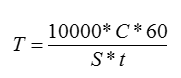 T = 10000* C * 60
S * t